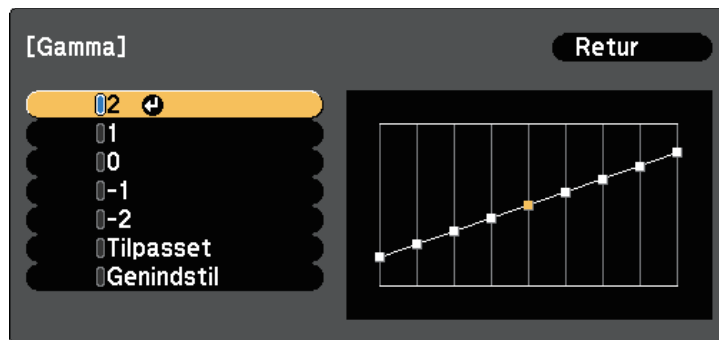 [Gamma]
Retur
2
1
0
-1
-2
Tilpasset
Genindstil